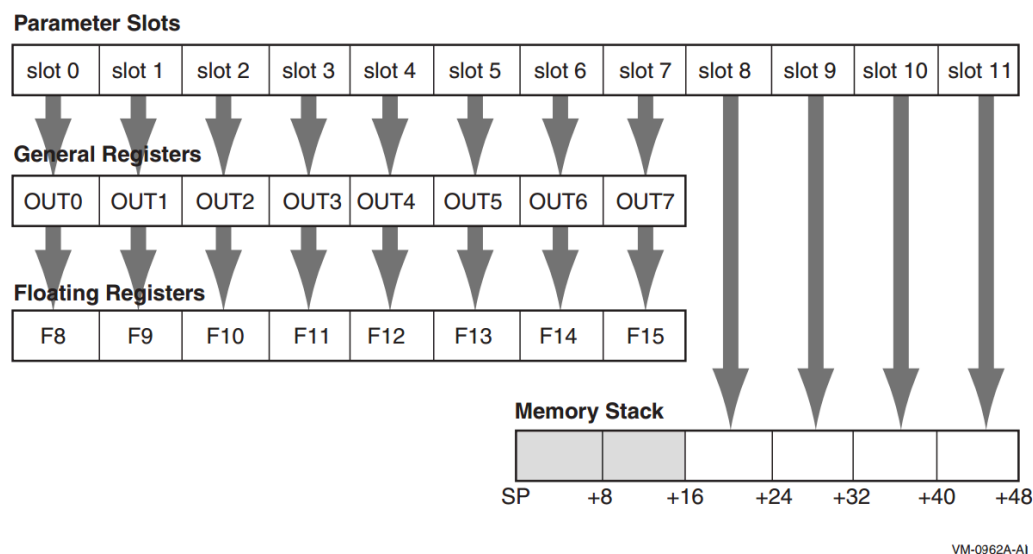 Parameter Slots
slot 0 slot 1 slot 2 slot 3 slot 4 slot 5 slot 6 slot 7 slot 8 slot 9 slot 10 slot 11
General Registers
OUT0 OUT1 OUT2 OUT3 OUT4 OUT5 OUT6 OUT7
Floating Registers
F8 F9 F10 F11 F12 F13 F14 F15
Memory Stack
SP +8 +16 +24 +32 +40 +48
VM-0962A-AI